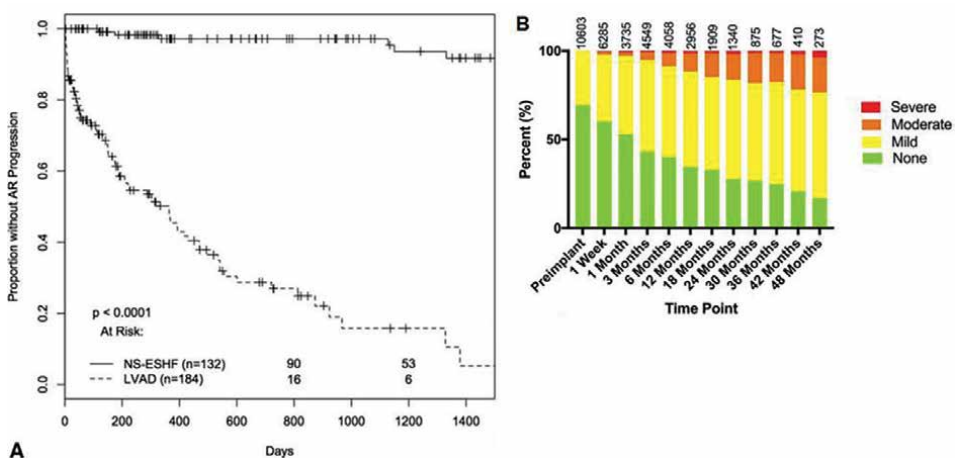 Proportion without AR Progression
1.0
0.8
0.6
0.4
0.2
0.0
p < 0.0001
At Risk:
NS-ESHF (n=132) 90 53
LVAD (n=184) 16 6
0 200 400 600 800 1000 1200 1400
Days
A
B
10603 6285 3735 4549 4058 2956 1909 1340 875 677 410 273
Percent (%)
100
50
0
Severe
Moderate
Mild
None
Preimplant
1 Week
1 Month
3 Months
6 Months
12 Months
18 Months
24 Months
30 Months
36 Months
42 Months
48 Months
Time Point